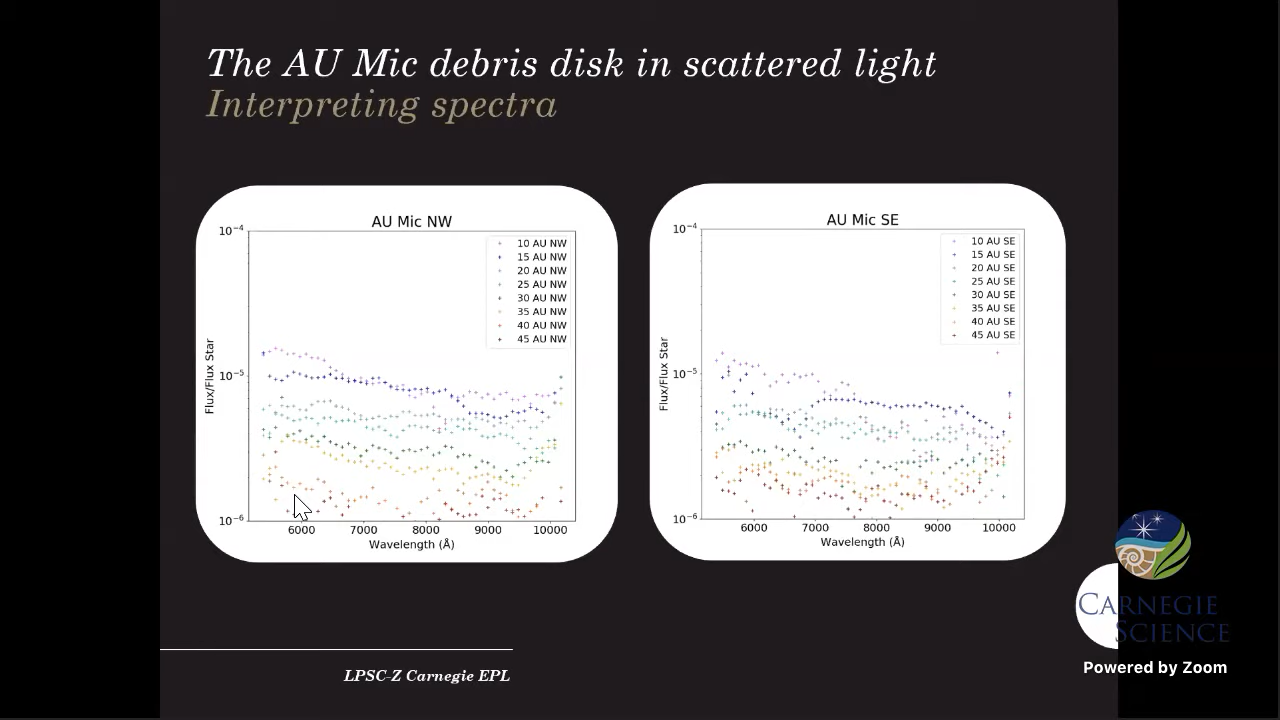 The AU Mic debris disk in scattered light
Interpreting spectra
AU Mic NW
10⁻⁴
10⁻⁵
10⁻⁶
Flux/Flux Star
10 AU NW
15 AU NW
20 AU NW
25 AU NW
30 AU NW
35 AU NW
40 AU NW
45 AU NW
6000 7000 8000 9000 10000
Wavelength (Å)
AU Mic SE
10⁻⁴
10⁻⁵
10⁻⁶
Flux/Flux Star
10 AU SE
15 AU SE
20 AU SE
25 AU SE
30 AU SE
35 AU SE
40 AU SE
45 AU SE
6000 7000 8000 9000 10000
Wavelength (Å)
LPSC-Z Carnegie EPL
CARNEGIE
SCIENCE
Powered by Zoom